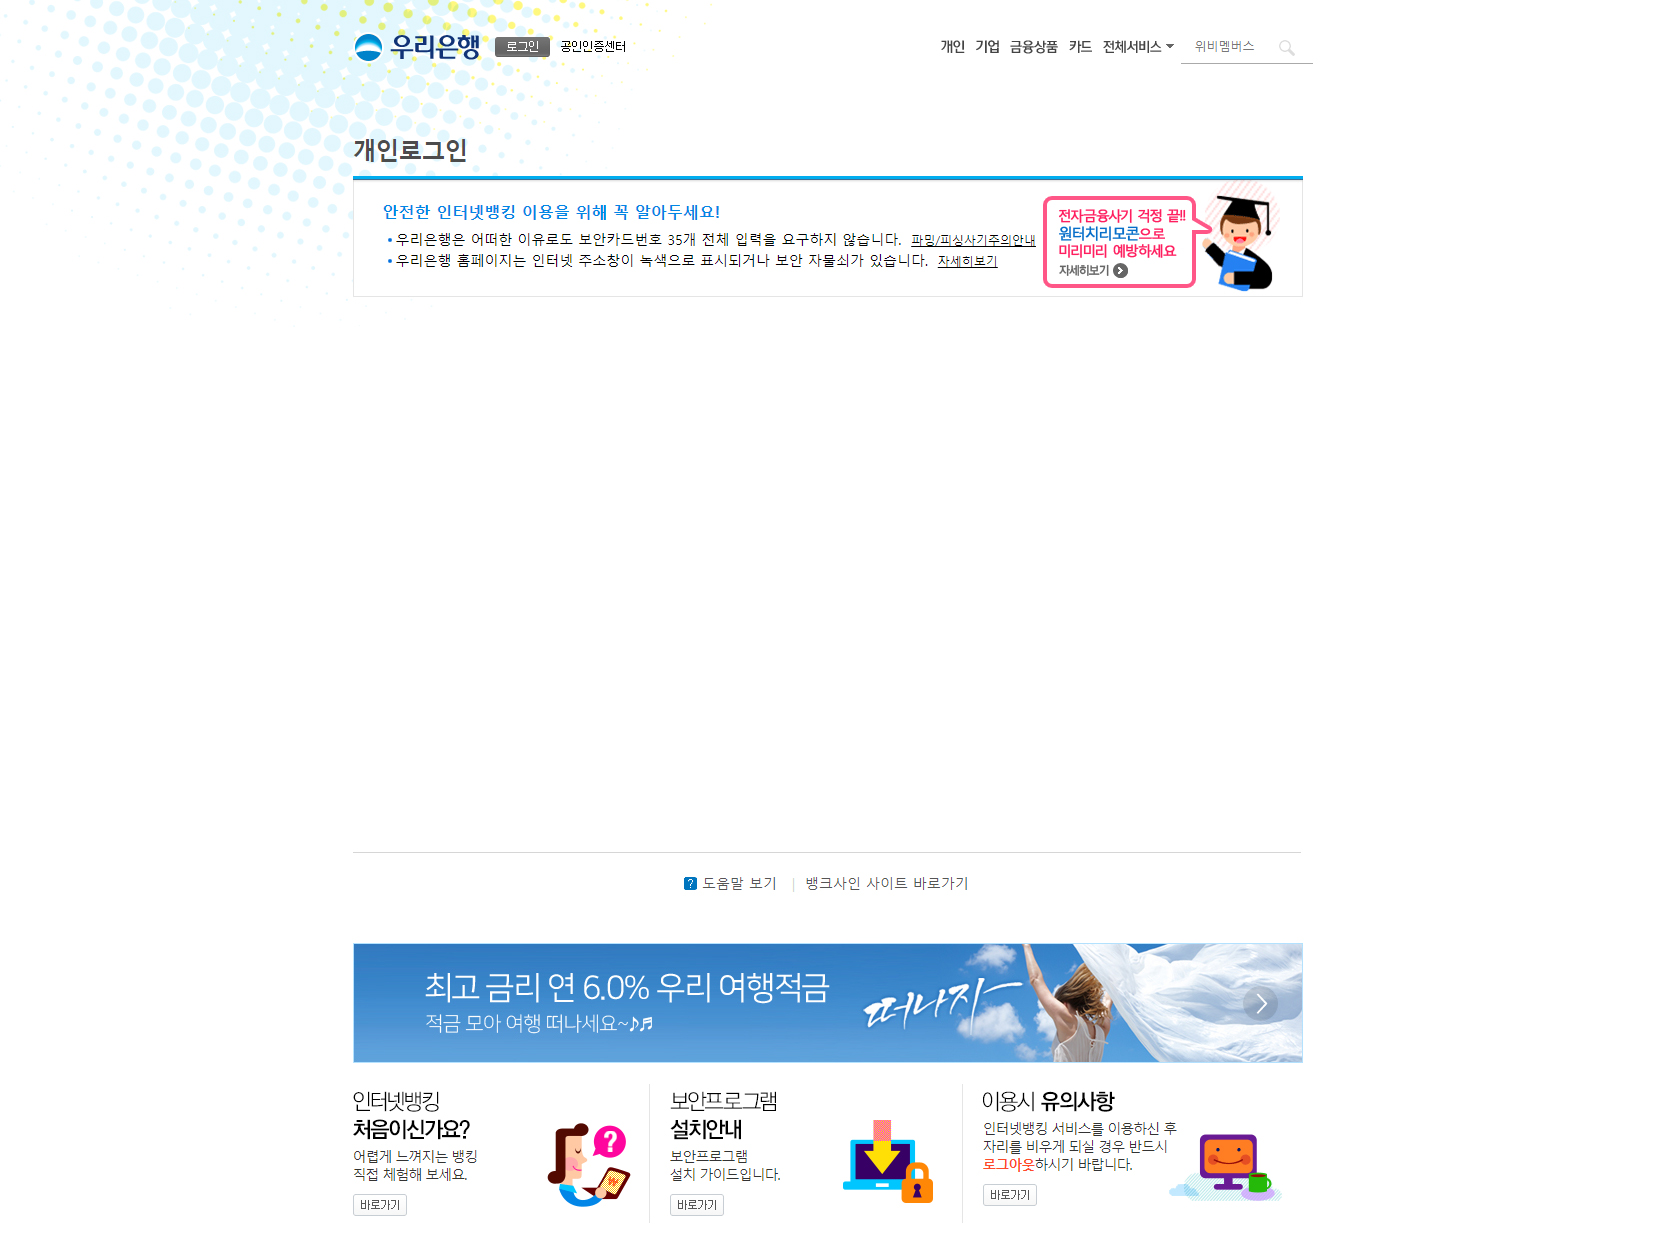 우리은행 로그인 공인인증센터 개인 기업 금융상품 카드 전체서비스 위비멤버스
개인로그인
안전한 인터넷뱅킹 이용을 위해 꼭 알아두세요!
우리은행은 어떠한 이유로도 보안카드번호 35개 전체 입력을 요구하지 않습니다. 파밍/피싱사기주의안내
우리은행 홈페이지는 인터넷 주소창이 녹색으로 표시되거나 보안 자물쇠가 있습니다. 자세히보기
전자금융사기 걱정 끝!!
원터치리모콘으로
미리미리 예방하세요
자세히보기
? 도움말 보기 뱅크사인 사이트 바로가기
최고 금리 연 6.0% 우리 여행적금
적금 모아 여행 떠나세요~♪♬
떠나자
인터넷뱅킹
처음이신가요?
어렵게 느껴지는 뱅킹
직접 체험해 보세요.
바로가기
?
₩
보안프로그램
설치안내
보안프로그램
설치 가이드입니다.
바로가기
이용시 유의사항
인터넷뱅킹 서비스를 이용하신 후
자리를 비우게 되실 경우 반드시
로그아웃하시기 바랍니다.
바로가기